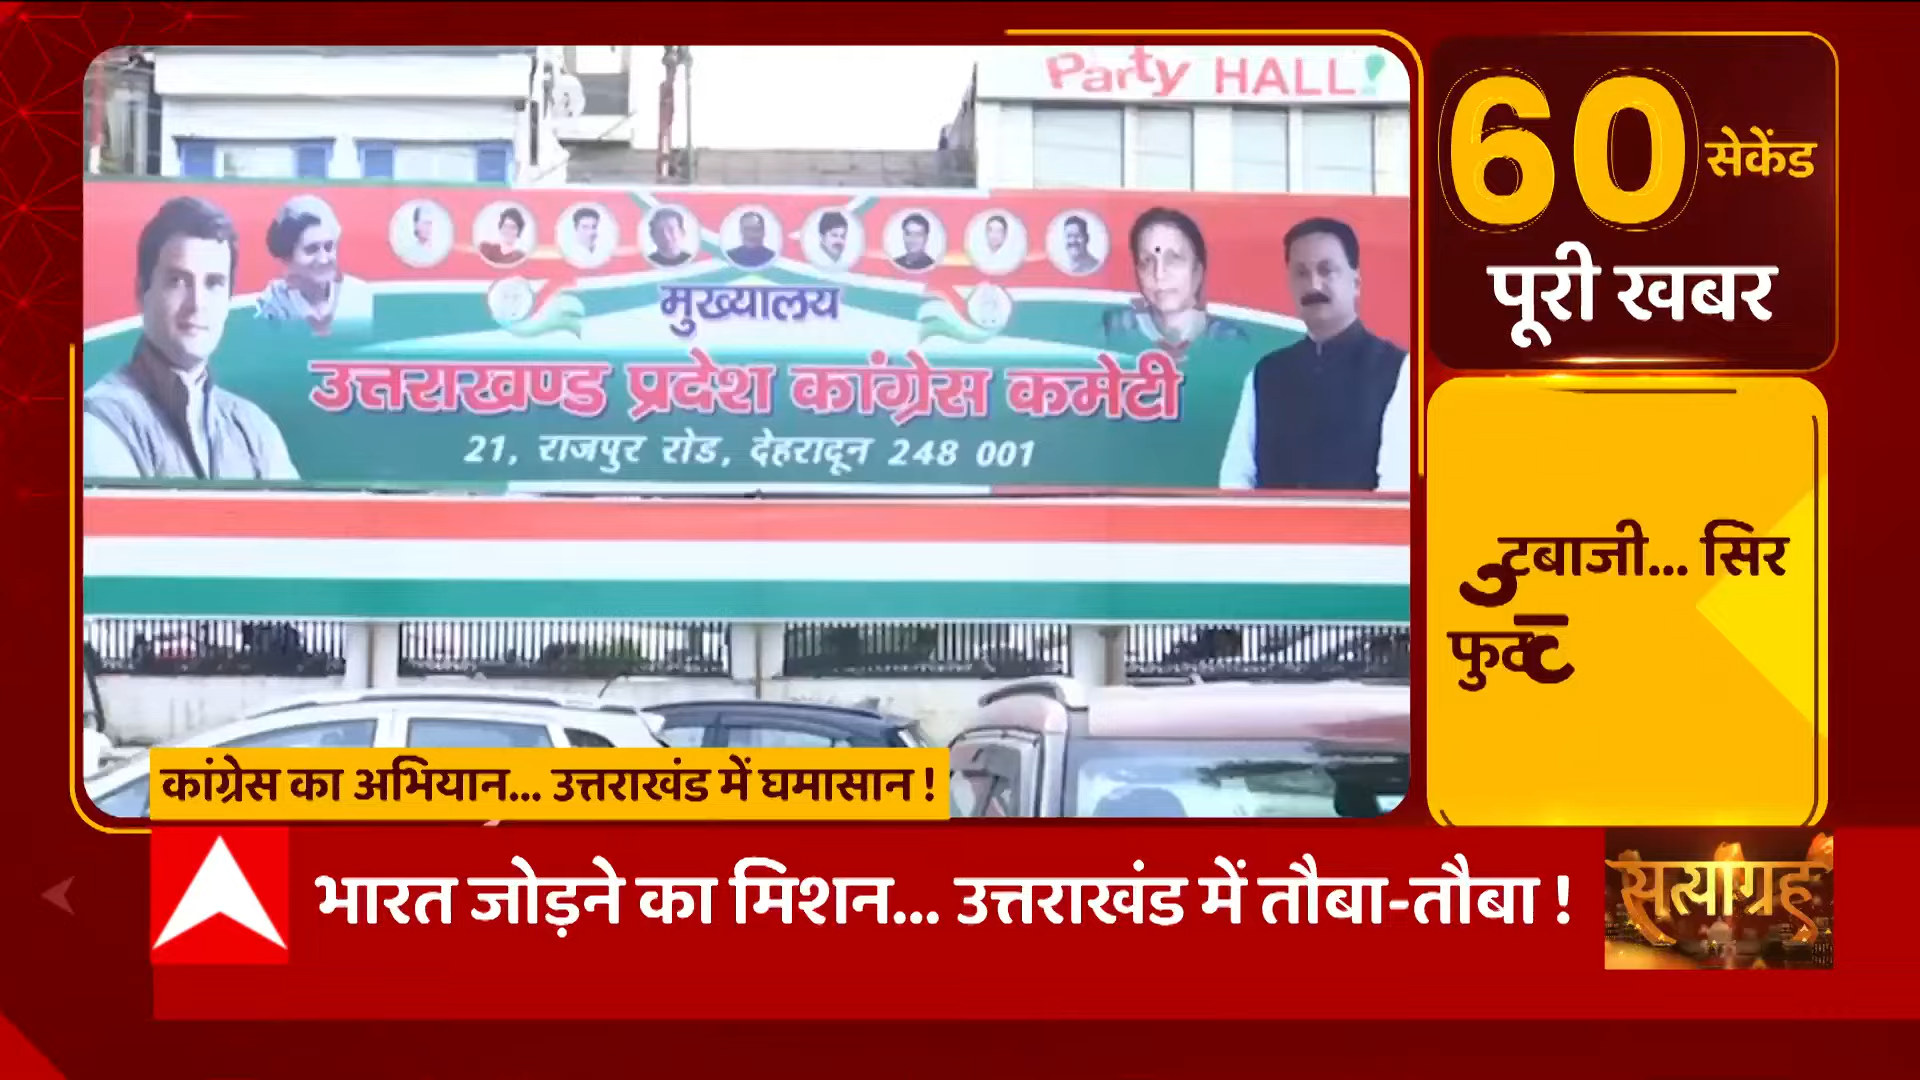 Party HALL!
60 सेकेंड
पूरी खबर
मुख्यालय
उत्तराखण्ड प्रदेश कांग्रेस कमेटी
21, राजपुर रोड, देहरादून 248 001
सिर
कांग्रेस का अभियान... उत्तराखंड में घमासान !
भारत जोड़ने का मिशन... उत्तराखंड में तौबा-तौबा !
सत्याग्रह